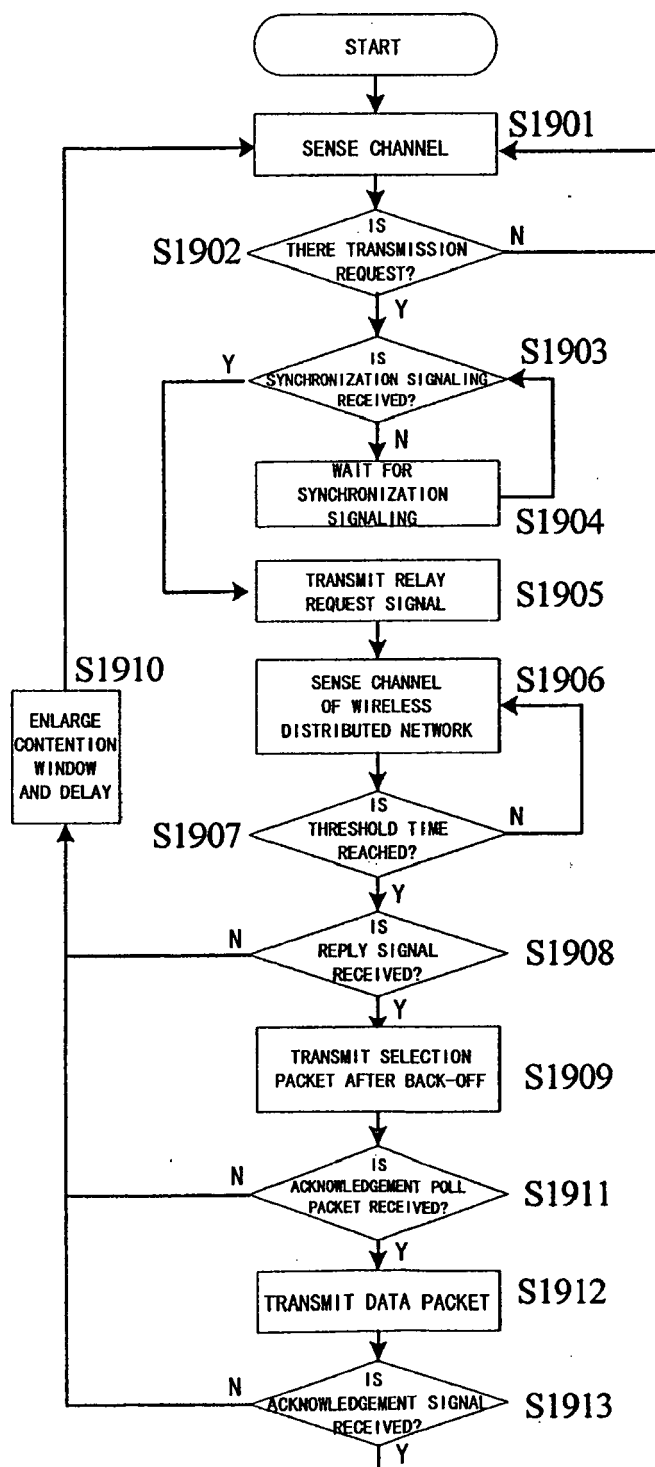 START
S1901
SENSE CHANNEL
IS
THERE TRANSMISSION
REQUEST?
S1902
N
Y
IS
SYNCHRONIZATION SIGNALING
RECEIVED?
S1903
Y
N
WAIT FOR
SYNCHRONIZATION
SIGNALING
S1904
TRANSMIT RELAY
REQUEST SIGNAL
S1905
S1910
ENLARGE
CONTENTION
WINDOW
AND DELAY
SENSE CHANNEL
OF WIRELESS
DISTRIBUTED NETWORK
S1906
IS
THRESHOLD TIME
REACHED?
S1907
N
Y
IS
REPLY SIGNAL
RECEIVED?
N
S1908
Y
TRANSMIT SELECTION
PACKET AFTER BACK-OFF
S1909
IS
ACKNOWLEDGEMENT POLL
PACKET RECEIVED?
N
S1911
Y
TRANSMIT DATA PACKET
S1912
IS
ACKNOWLEDGEMENT SIGNAL
RECEIVED?
N
S1913
Y